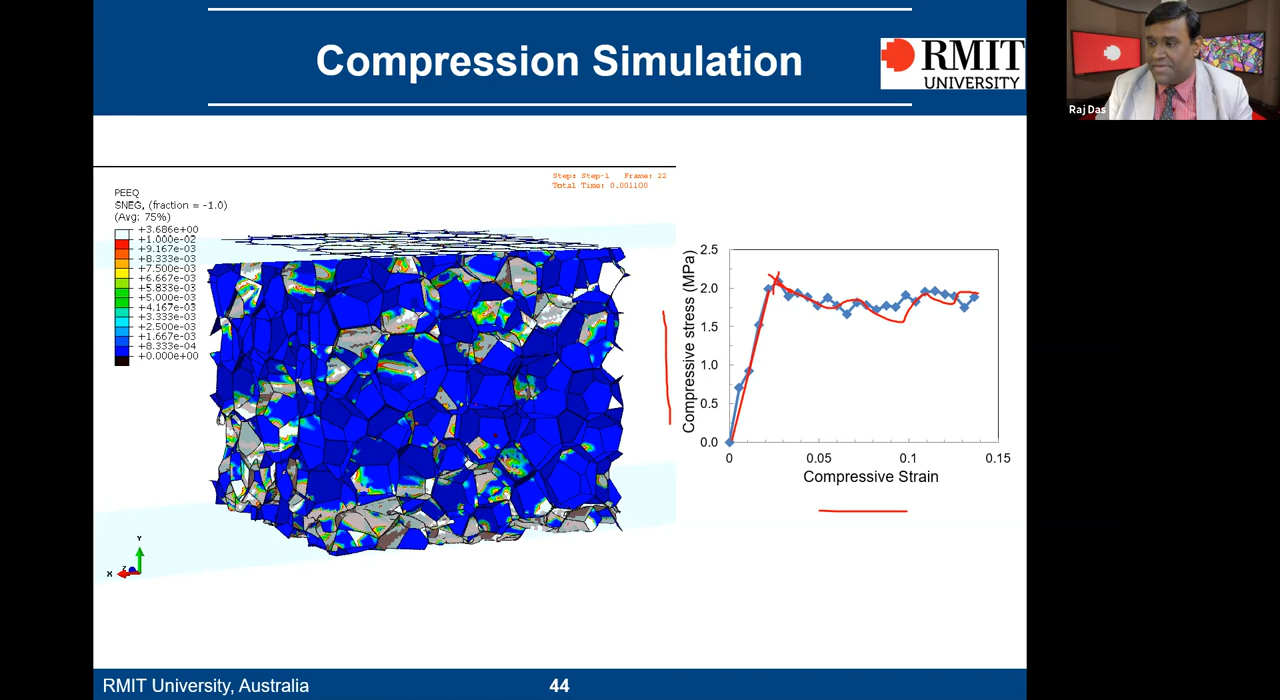 Compression Simulation
RMIT
UNIVERSITY
Raj Das
Step: Step-1 Frame: 22
Total Time: 0.001100
PEEQ
SNEG, (fraction = -1.0)
(Avg: 75%)
+3.686e+00
+1.000e-02
+9.167e-03
+8.333e-03
+7.500e-03
+6.667e-03
+5.833e-03
+5.000e-03
+4.167e-03
+3.333e-03
+2.500e-03
+1.667e-03
+8.333e-04
+0.000e+00
Y
X
Z
Compressive stress (MPa)
2.5
2.0
1.5
1.0
0.5
0.0
0
0.05
0.1
0.15
Compressive Strain
RMIT University, Australia
44